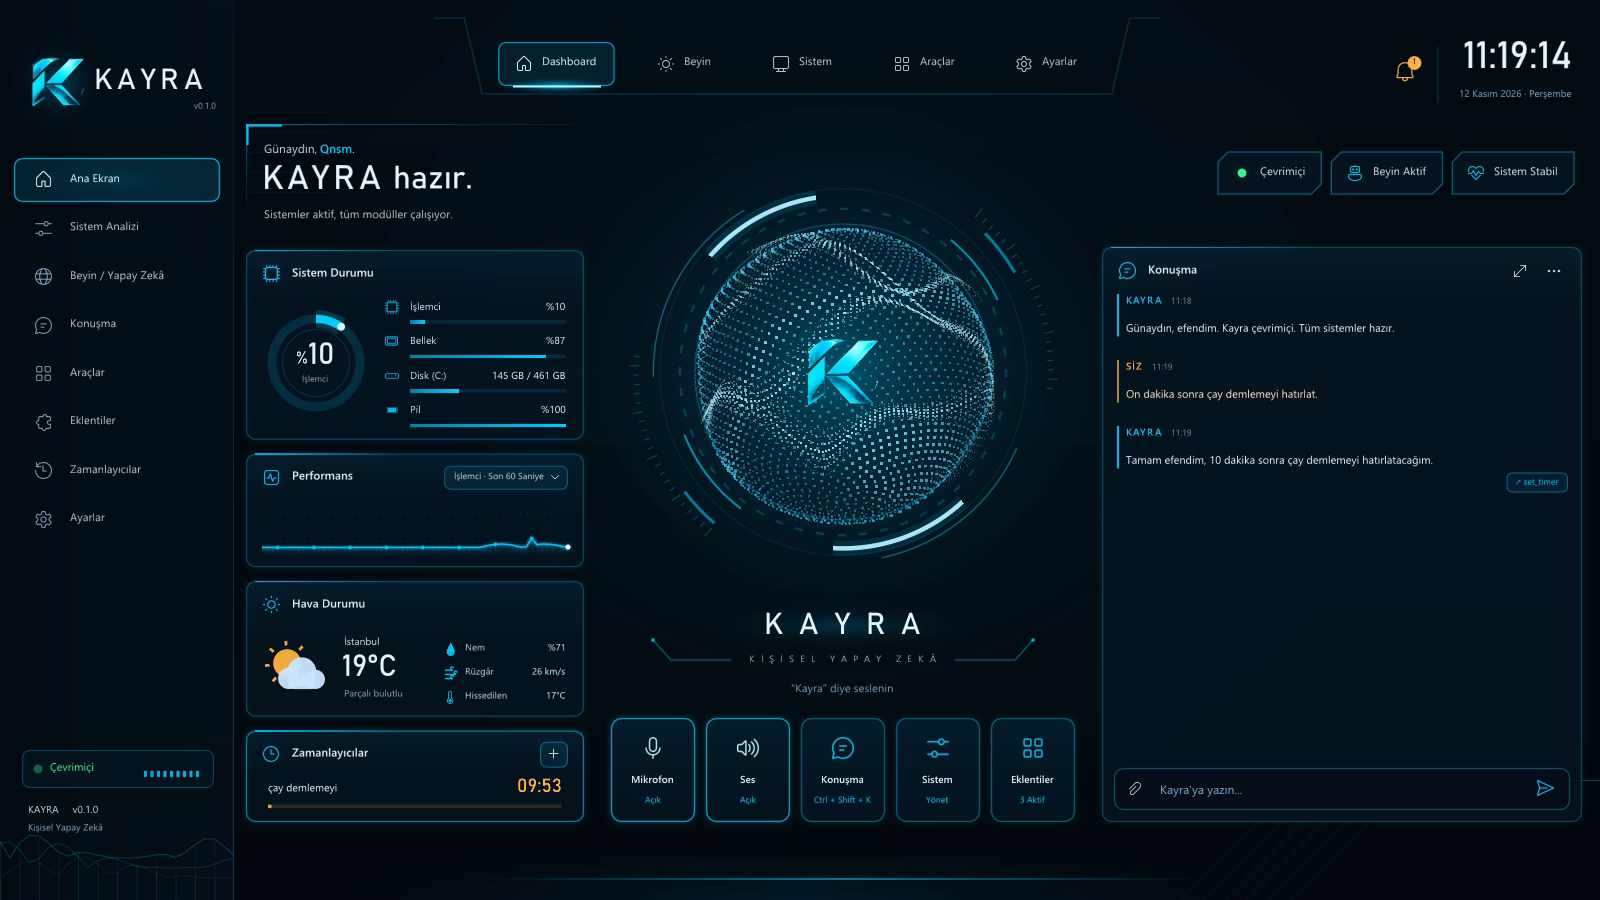 KAYRA
v0.1.0
Dashboard
Beyin
Sistem
Araçlar
Ayarlar
1
11:19:14
12 Kasım 2026 · Perşembe
Ana Ekran
Sistem Analizi
Beyin / Yapay Zekâ
Konuşma
Araçlar
Eklentiler
Zamanlayıcılar
Ayarlar
Çevrimiçi
KAYRA v0.1.0
Kişisel Yapay Zekâ
Günaydın, Qnsm.
KAYRA hazır.
Sistemler aktif, tüm modüller çalışıyor.
Çevrimiçi
Beyin Aktif
Sistem Stabil
Sistem Durumu
%10
İşlemci
İşlemci %10
Bellek %87
Disk (C:) 145 GB / 461 GB
Pil %100
Performans
İşlemci · Son 60 Saniye
Hava Durumu
İstanbul
19°C
Parçalı bulutlu
Nem %71
Rüzgâr 26 km/s
Hissedilen 17°C
Zamanlayıcılar
+
çay demlemeyi 09:53
K
KAYRA
KİŞİSEL YAPAY ZEKÂ
"Kayra" diye seslenin
Mikrofon
Açık
Ses
Açık
Konuşma
Ctrl + Shift + K
Sistem
Yönet
Eklentiler
3 Aktif
Konuşma
KAYRA 11:18
Günaydın, efendim. Kayra çevrimiçi. Tüm sistemler hazır.
SİZ 11:19
On dakika sonra çay demlemeyi hatırlat.
KAYRA 11:19
Tamam efendim, 10 dakika sonra çay demlemeyi hatırlatacağım.
↗ set_timer
Kayra'ya yazın...